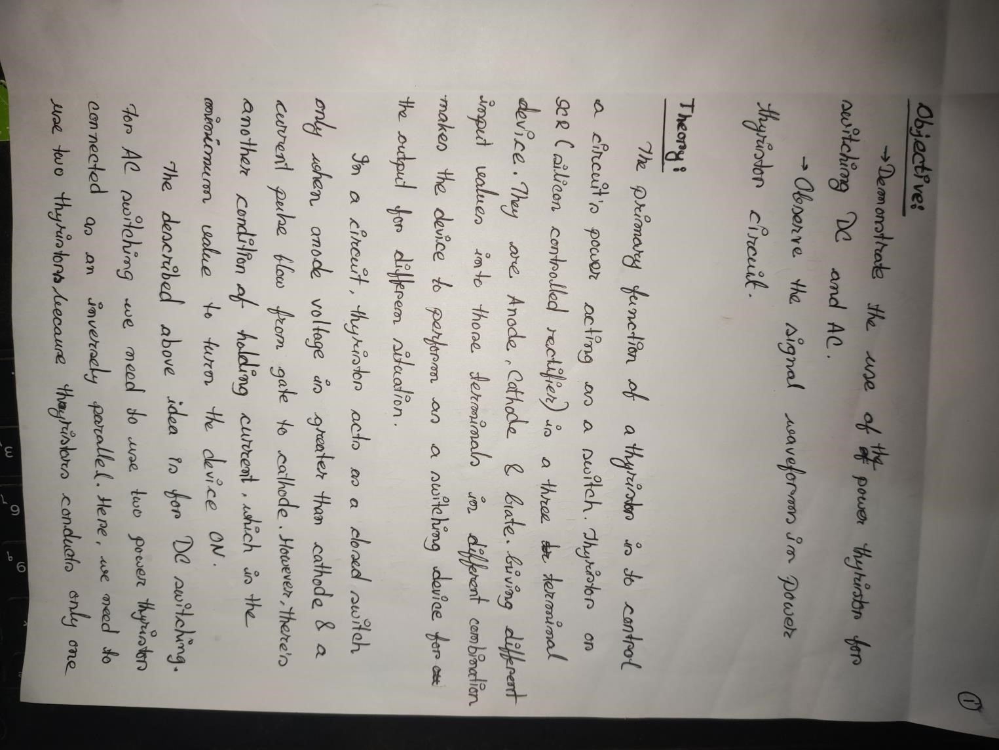 1
Objective:
→ Demonstrate the use of the power thyristor for
switching DC and AC.
→ Observe the signal waveforms in power
thyristor circuit.
Theory:
The primary function of a thyristor is to control
a circuit's power acting as a switch. Thyristor or
SCR (silicon controlled rectifier) is a three terminal
device. They are Anode, Cathode & Gate. Giving different
input values into those terminals in different combination
makes the device to perform as a switching device for
the output for differen situation.
In a circuit, thyristor acts as a closed switch
only when anode voltage is greater than cathode & a
current pulse flow from gate to cathode. However, there's
another condition of holding current, which is the
minimum value to turn the device ON.
The described above idea is for DC switching.
For AC switching we need to use two power thyristors
connected as an inversely parallel. Here, we need to
use two thyristors because thyristors conducts only one